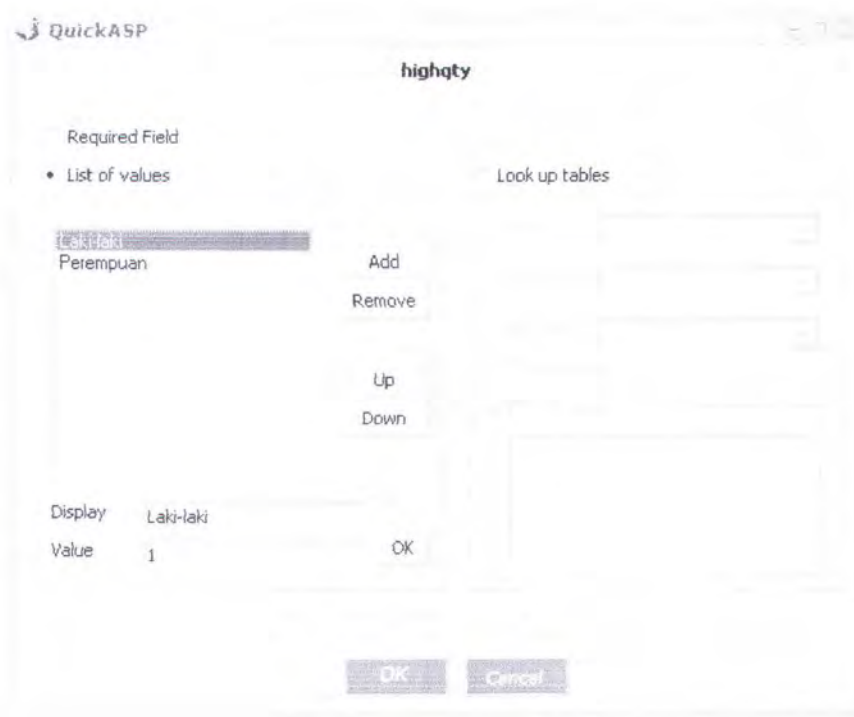 QuickASP
highqty
Required Field
• List of values
Look up tables
Laki-laki
Perempuan
Add
Remove
Up
Down
Display Laki-laki
Value 1
OK
OK Cancel